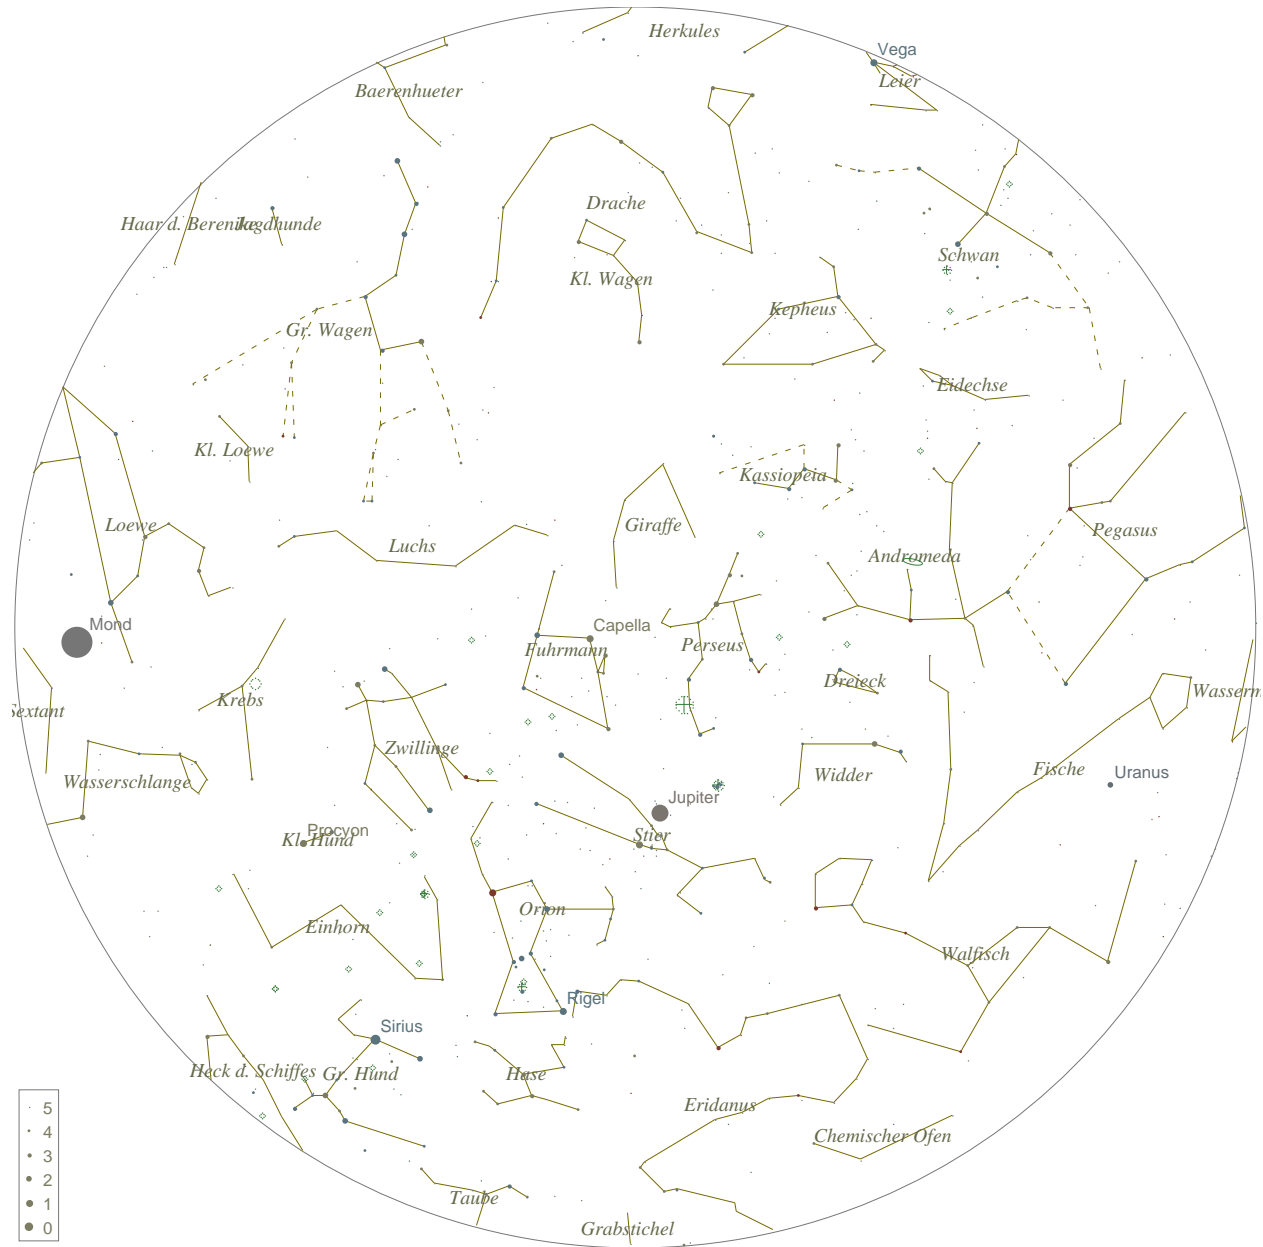 Herkules
Vega
Leier
Baerenhueter
Drache
Haar d. Berenike
Jagdhunde
Schwan
Kl. Wagen
Kepheus
Gr. Wagen
Eidechse
Kl. Loewe
Kassiopeia
Loewe
Giraffe
Pegasus
Luchs
Andromeda
Mond
Capella
Fuhrmann
Perseus
Dreieck
Krebs
Wasserm
Sextant
Zwillinge
Wasserschlange
Widder
Fische
Uranus
Jupiter
Procyon
Kl. Hund
Stier
Orion
Einhorn
Walfisch
Rigel
Sirius
Heck d. Schiffes
Gr. Hund
Hase
Eridanus
Chemischer Ofen
Taube
Grabstichel
5
4
3
2
1
0